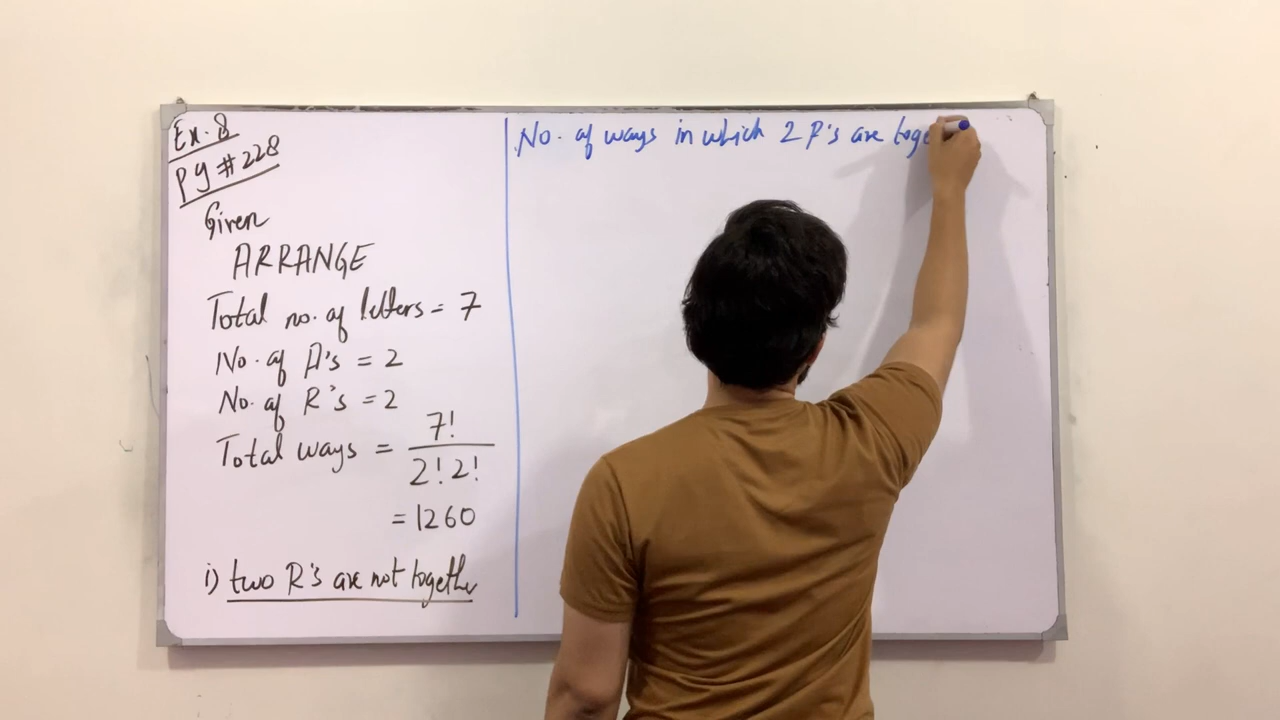 Ex. 8
pg # 228
Given
ARRANGE
Total no. of letters = 7
No. of A's = 2
No. of R's = 2
Total ways = 7! / 2! 2!
= 1260
i) two R's are not together
No. of ways in which 2 R's are toge